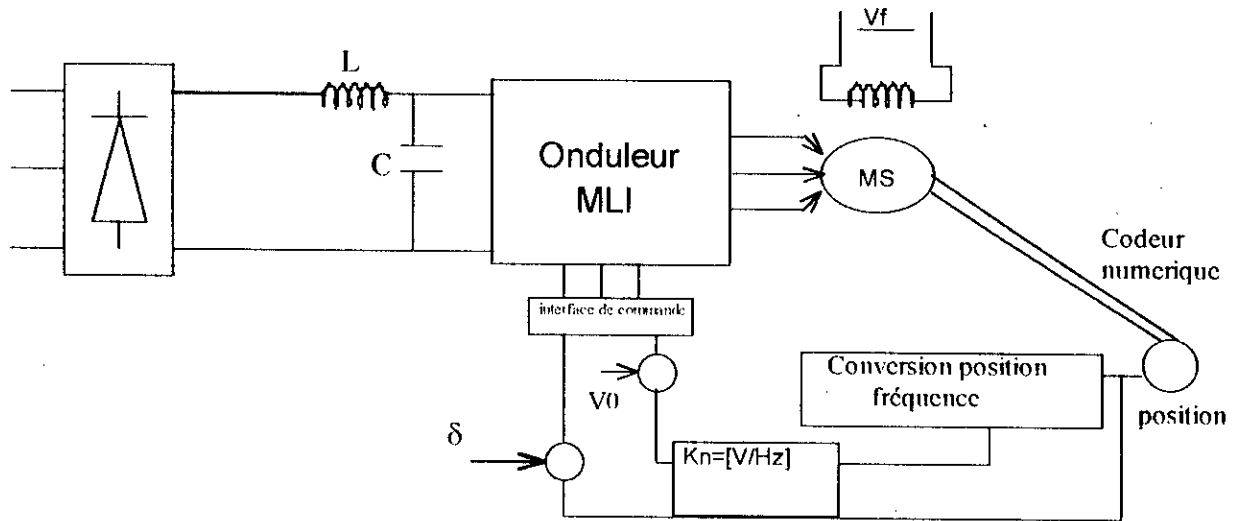 Vf
L
C
Onduleur
MLI
MS
Codeur
numerique
interface de commande
V0
Conversion position
fréquence
position
δ
Kn=[V/Hz]